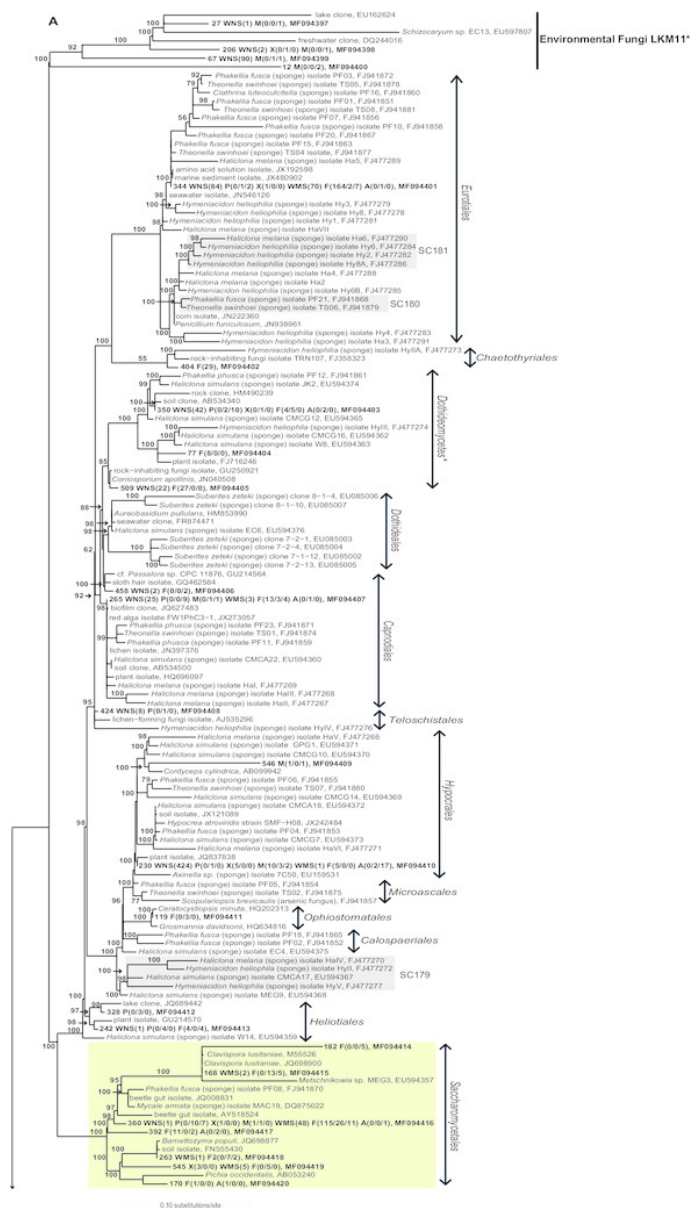 A
lake clone, EU162624
27 WNS(1) M(0/0/1), MF094397
Schizocaryum sp. EC13, EU597807
freshwater clone, DQ244016
206 WNS(2) X(0/1/0) M(0/0/1), MF094398
67 WNS(90) M(0/1/1), MF094399
12 M(0/0/2), MF094400
Environmental Fungi LKM11*
Phakellia fusca (sponge) isolate PF03, FJ941872
Theonella swinhoei (sponge) isolate TS05, FJ941878
Clathrina luteoculcitella (sponge) isolate PF16, FJ941860
Phakellia fusca (sponge) isolate PF01, FJ941851
Theonella swinhoei (sponge) isolate TS08, FJ941881
Phakellia fusca (sponge) isolate PF07, FJ941856
Phakellia fusca (sponge) isolate PF10, FJ941858
Phakellia fusca (sponge) isolate PF20, FJ941867
Phakellia fusca (sponge) isolate PF15, FJ941863
Theonella swinhoei (sponge) isolate TS04 FJ941877
Haliclona melana (sponge) isolate Ha5, FJ477289
amino acid solution isolate, JX192598
marine sediment isolate, JX480902
344 WNS(84) P(0/1/2) X(1/0/0) WMS(70) F(164/2/7) A(0/1/0), MF094401
seawater isolate, JN546126
Hymeniacidon heliophilia (sponge) isolate Hy3, FJ477279
Hymeniacidon heliophilia (sponge) isolate Hy8, FJ477278
Hymeniacidon heliophilia (sponge) isolate Hy1, FJ477281
Haliclona melana (sponge) isolate HaVII
Haliclona melana (sponge) isolate Ha6, FJ477290
Hymeniacidon heliophilia (sponge) isolate Hy6, FJ477284
Hymeniacidon heliophilia (sponge) isolate Hy2, FJ477282
Hymeniacidon heliophilia (sponge) isolate Hy8A, FJ477286
SC181
Haliclona melana (sponge) isolate Ha4, FJ477288
Haliclona melana (sponge) isolate Ha2
Hymeniacidon heliophilia (sponge) isolate Hy6B, FJ477285
Phakellia fusca (sponge) isolate PF21, FJ941868
Theonella swinhoei (sponge) isolate TS06, FJ941879
SC180
corn isolate, JN222360
Penicillium funiculosum, JN938961
Hymeniacidon heliophilia (sponge) isolate Hy4, FJ477283
Haliclona melana (sponge) isolate Ha3, FJ477291
Eurotiales
Hymeniacidon heliophilia (sponge) isolate HyIIA, FJ477273
rock-inhabiting fungi isolate TRN107, FJ358323
404 F(29), MF094402
Chaetothyriales
Phakellia phusca (sponge) isolate PF12, FJ941861
Haliclona simulans (sponge) isolate JK2, EU594374
rock clone, HM490239
soil clone, AB534340
350 WNS(42) P(0/2/10) X(0/1/0) F(4/5/0) A(0/2/0), MF094403
Haliclona simulans (sponge) isolate CMCG12, EU594365
Hymeniacidon heliophilia (sponge) isolate HyIII, FJ477274
Haliclona simulans (sponge) isolate CMCG16, EU594362
Haliclona simulans (sponge) isolate W8, EU594363
77 F(8/0/0), MF094404
plant isolate, FJ716246
rock-inhabiting fungi isolate, GU250921
Coniosporium apollinis, JN040508
509 WNS(22) F(27/0/0), MF094405
Dothideomycetes*
Suberites zeteki (sponge) clone 8-1-4, EU085006
Suberites zeteki (sponge) clone 8-1-10, EU085007
Aureobasidium pullulans, HM853990
seawater clone, FR874471
Haliclona simulans (sponge) isolate EC6, EU594376
Suberites zeteki (sponge) clone 7-2-1, EU085003
Suberites zeteki (sponge) clone 7-2-4, EU085004
Suberites zeteki (sponge) clone 7-1-12, EU085002
Suberites zeteki (sponge) clone 7-2-13, EU085005
Dothideales
cf. Passalora sp. CPC 11876, GU214564
sloth hair isolate, GQ462584
458 WNS(2) F(0/0/2), MF094406
265 WNS(25) P(0/0/9) M(0/1/1) WMS(3) F(13/3/4) A(0/1/0), MF094407
biofilm clone, JQ627483
red alga isolate FW1PhC3-1, JX273057
Phakellia phusca (sponge) isolate PF23, FJ941871
Theonella swinhoei (sponge) isolate TS01, FJ941874
Phakellia phusca (sponge) isolate PF11, FJ941859
lichen isolate, JN397376
Haliclona simulans (sponge) isolate CMCA22, EU594360
soil clone, AB534500
plant isolate, HQ696097
Haliclona melana (sponge) isolate HaI, FJ477269
Haliclona melana (sponge) isolate HaIII, FJ477268
Haliclona melana (sponge) isolate HaII, FJ477267
Capnodiales
424 WNS(8) P(0/1/0), MF094408
lichen-forming fungi isolate, AJ535296
Hymeniacidon heliophilia (sponge) isolate HyIV, FJ477276
Teloschistales
Haliclona melana (sponge) isolate HaV, FJ477266
Haliclona simulans (sponge) isolate GPG1, EU594371
Haliclona simulans (sponge) isolate CMCG10, EU594370
546 M(1/0/1), MF094409
Cordyceps cylindrica, AB099942
Phakellia fusca (sponge) isolate PF06, FJ941855
Theonella swinhoei (sponge) isolate TS07, FJ941880
Haliclona simulans (sponge) isolate CMCG14, EU594369
Haliclona simulans (sponge) isolate CMCA18, EU594372
soil isolate, JX121089
Hypocrea atroviridis strain SMF-H08, JX242484
Phakellia fusca (sponge) isolate PF04, FJ941853
Haliclona simulans (sponge) isolate CMCG7, EU594373
Haliclona melana (sponge) isolate HaVI, FJ477271
plant isolate, JQ837838
230 WNS(424) P(0/1/0) X(5/0/0) M(10/3/2) WMS(1) F(5/0/0) A(0/2/17), MF094410
Axinella sp. isolate 7C50, EU159531
Hypocrales
Phakellia fusca (sponge) isolate PF05, FJ941854
Theonella swinhoei (sponge) isolate TS02, FJ941875
Scopulariopsis brevicaulis (arsenic fungus), FJ941857
Microascales
Ceratocystiopsis minuta, HQ202313
119 F(0/3/0), MF094411
Grosmannia davidsonii, HQ634816
Ophiostomatales
Phakellia fusca (sponge) isolate PF18, FJ941865
Phakellia fusca (sponge) isolate PF02, FJ941852
Haliclona simulans (sponge) isolate EC4, EU594375
Calospaeriales
Haliclona melana (sponge) isolate HaIV, FJ477270
Hymeniacidon heliophila (sponge) isolate HyII, FJ477272
Haliclona simulans (sponge) isolate CMCA17, EU594367
Hymeniacidon heliophilia (sponge) isolate HyV, FJ477277
SC179
Haliclona simulans (sponge) isolate MEG9, EU594368
lake clone, JQ689442
328 P(0/3/0), MF094412
plant isolate, GU214570
242 WNS(1) P(0/4/0) F(4/0/4), MF094413
Haliclona simulans (sponge) isolate W14, EU594359
Heliotiales
182 F(0/0/5), MF094414
Clavispora lusitaniae, M55526
Clavispora lusitaniae, JQ698900
168 WMS(2) F(0/13/5), MF094415
Metschnikowia sp. MEG3, EU594357
Phakellia fusca (sponge) isolate PF08, FJ941870
beetle gut isolate, JQ008831
Mycale armata (sponge) isolate MAC19, DQ875022
beetle gut isolate, AY518524
360 WNS(1) P(0/10/7) X(1/0/0) M(1/1/0) WMS(48) F(115/26/11) A(0/0/1), MF094416
392 F(11/0/2) A(0/2/0), MF094417
Barnettozyma populi, JQ698877
soil isolate, FN555430
263 WMS(1) F2(0/7/2), MF094418
545 X(3/0/0) WMS(5) F(0/5/0), MF094419
Pichia occidentalis, AB053240
170 F(1/0/0) A(1/0/0), MF094420
Saccharomycetales
0.10 substitutions/site